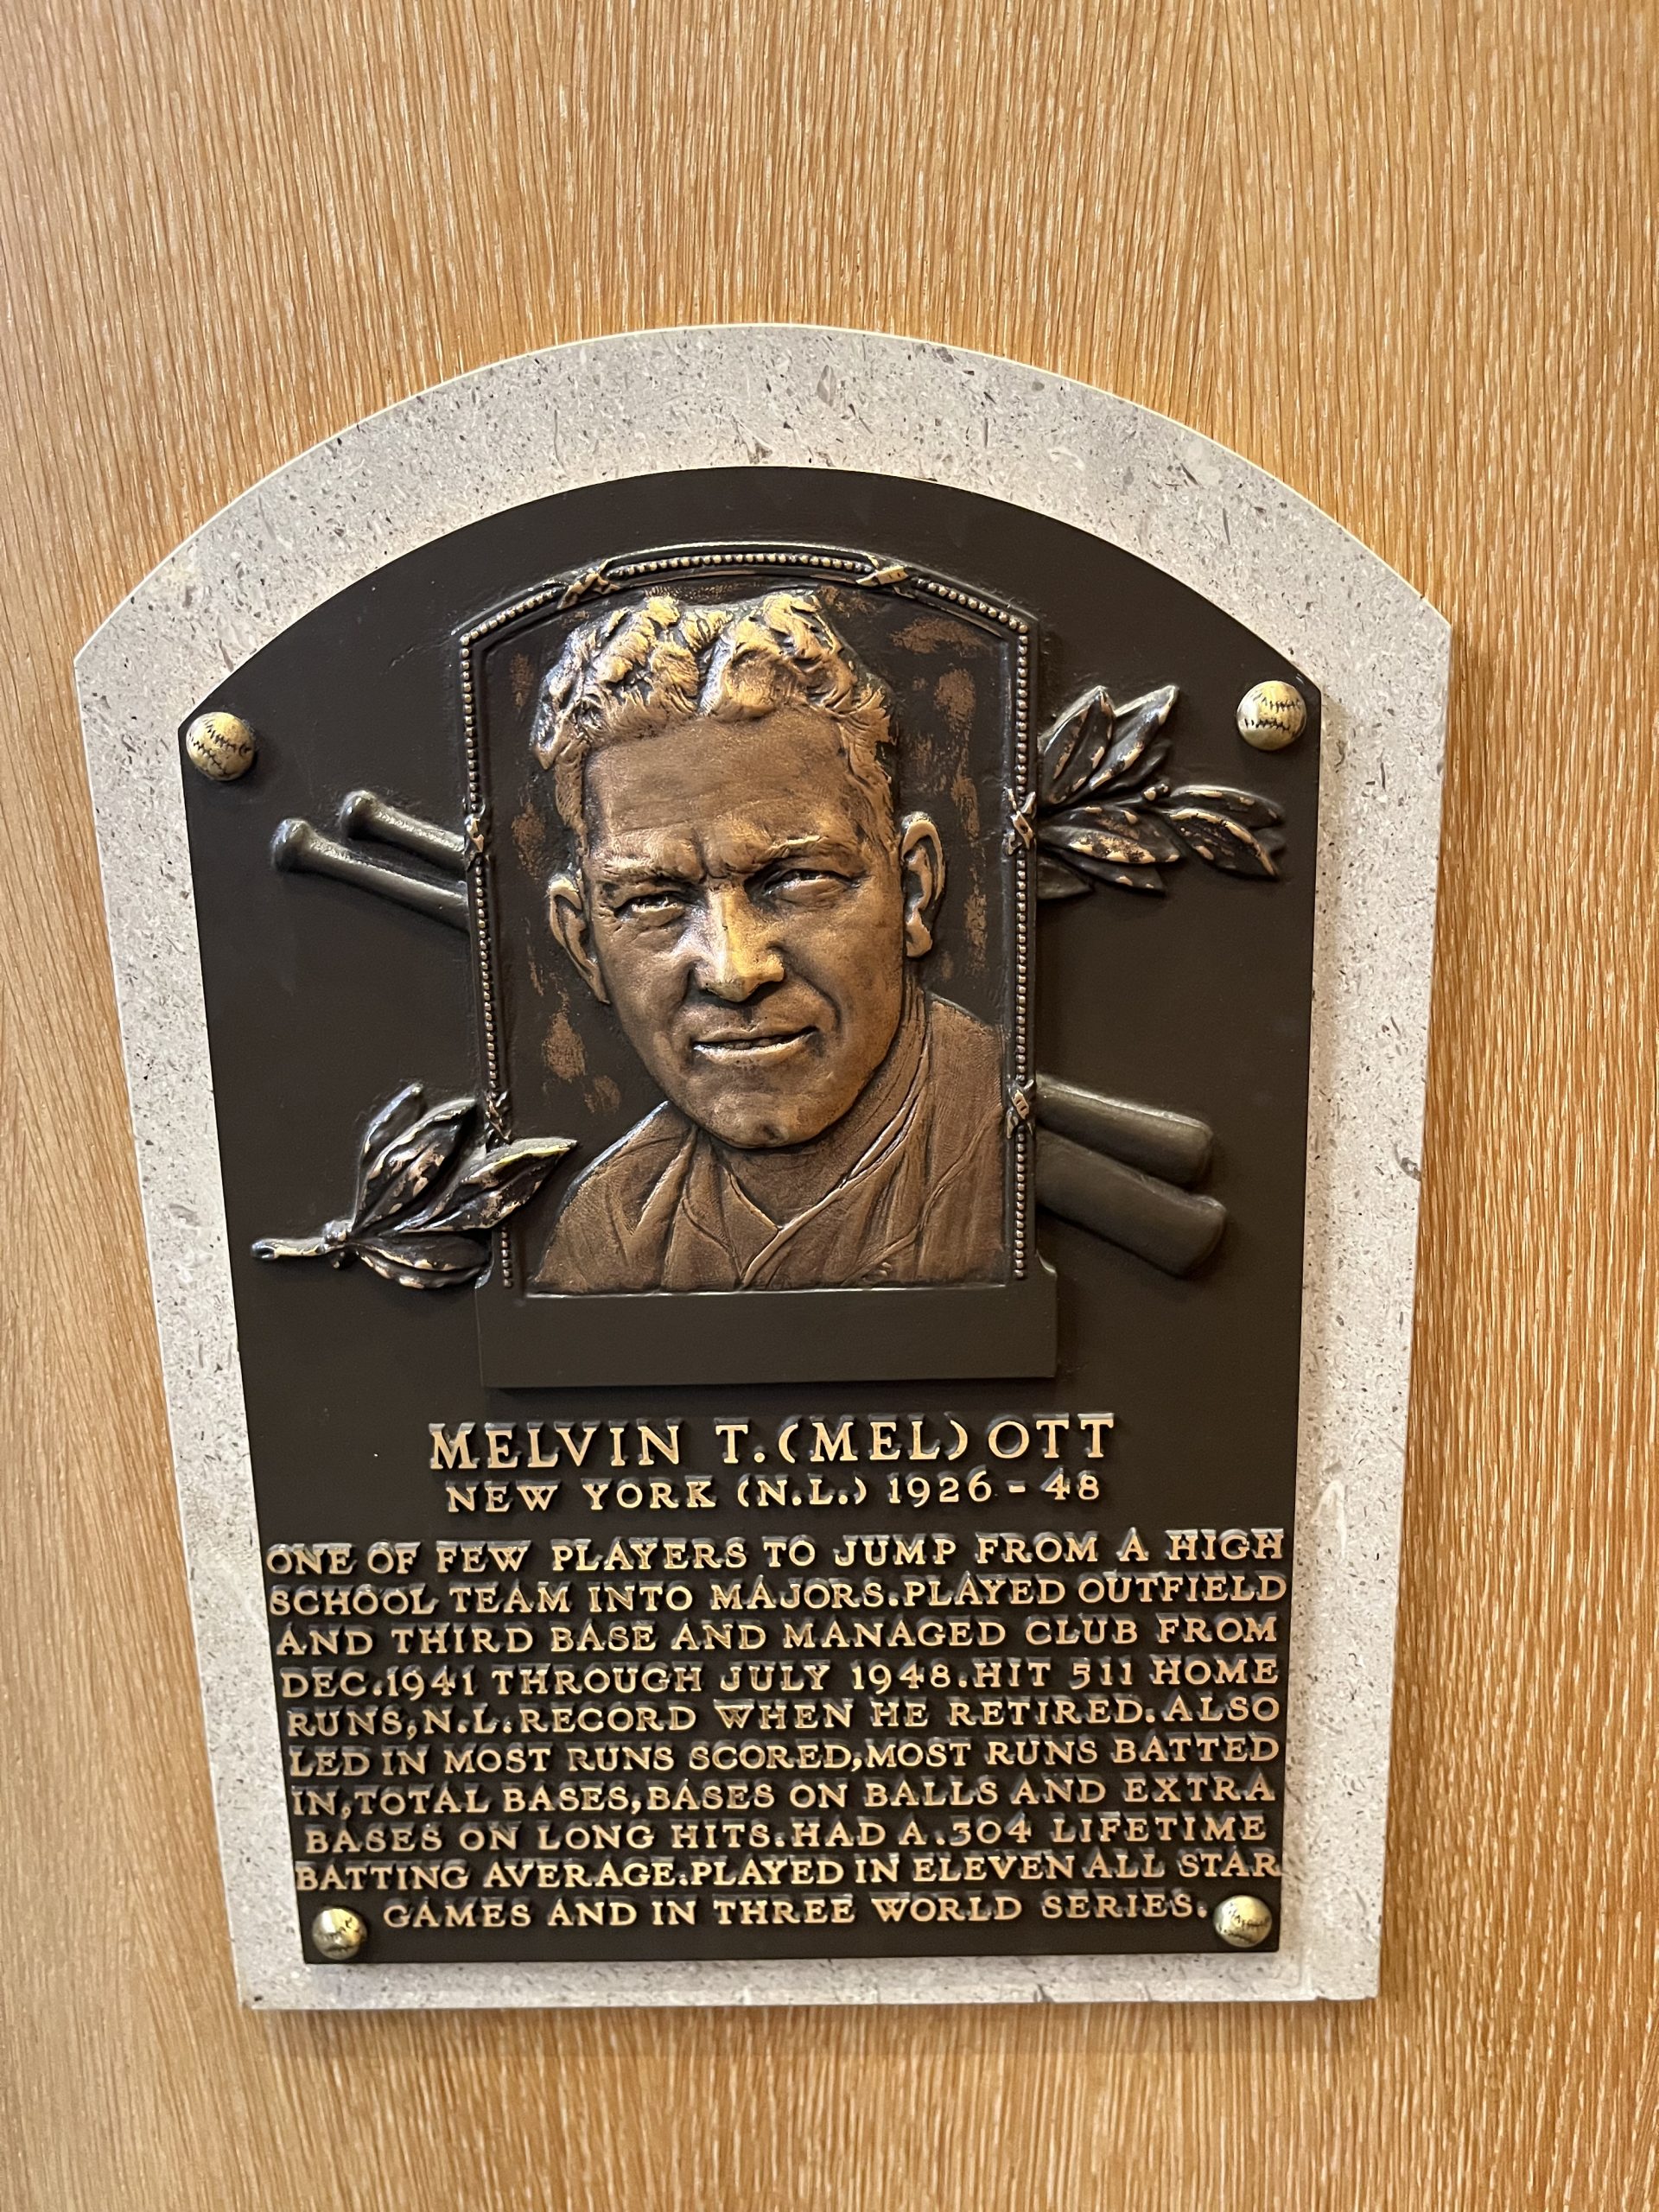 MELVIN T. (MEL) OTT
NEW YORK (N.L.) 1926 - 48
ONE OF FEW PLAYERS TO JUMP FROM A HIGH
SCHOOL TEAM INTO MAJORS. PLAYED OUTFIELD
AND THIRD BASE AND MANAGED CLUB FROM
DEC. 1941 THROUGH JULY 1948. HIT 511 HOME
RUNS, N.L. RECORD WHEN HE RETIRED. ALSO
LED IN MOST RUNS SCORED, MOST RUNS BATTED
IN, TOTAL BASES, BASES ON BALLS AND EXTRA
BASES ON LONG HITS. HAD A .304 LIFETIME
BATTING AVERAGE. PLAYED IN ELEVEN ALL STAR
GAMES AND IN THREE WORLD SERIES.